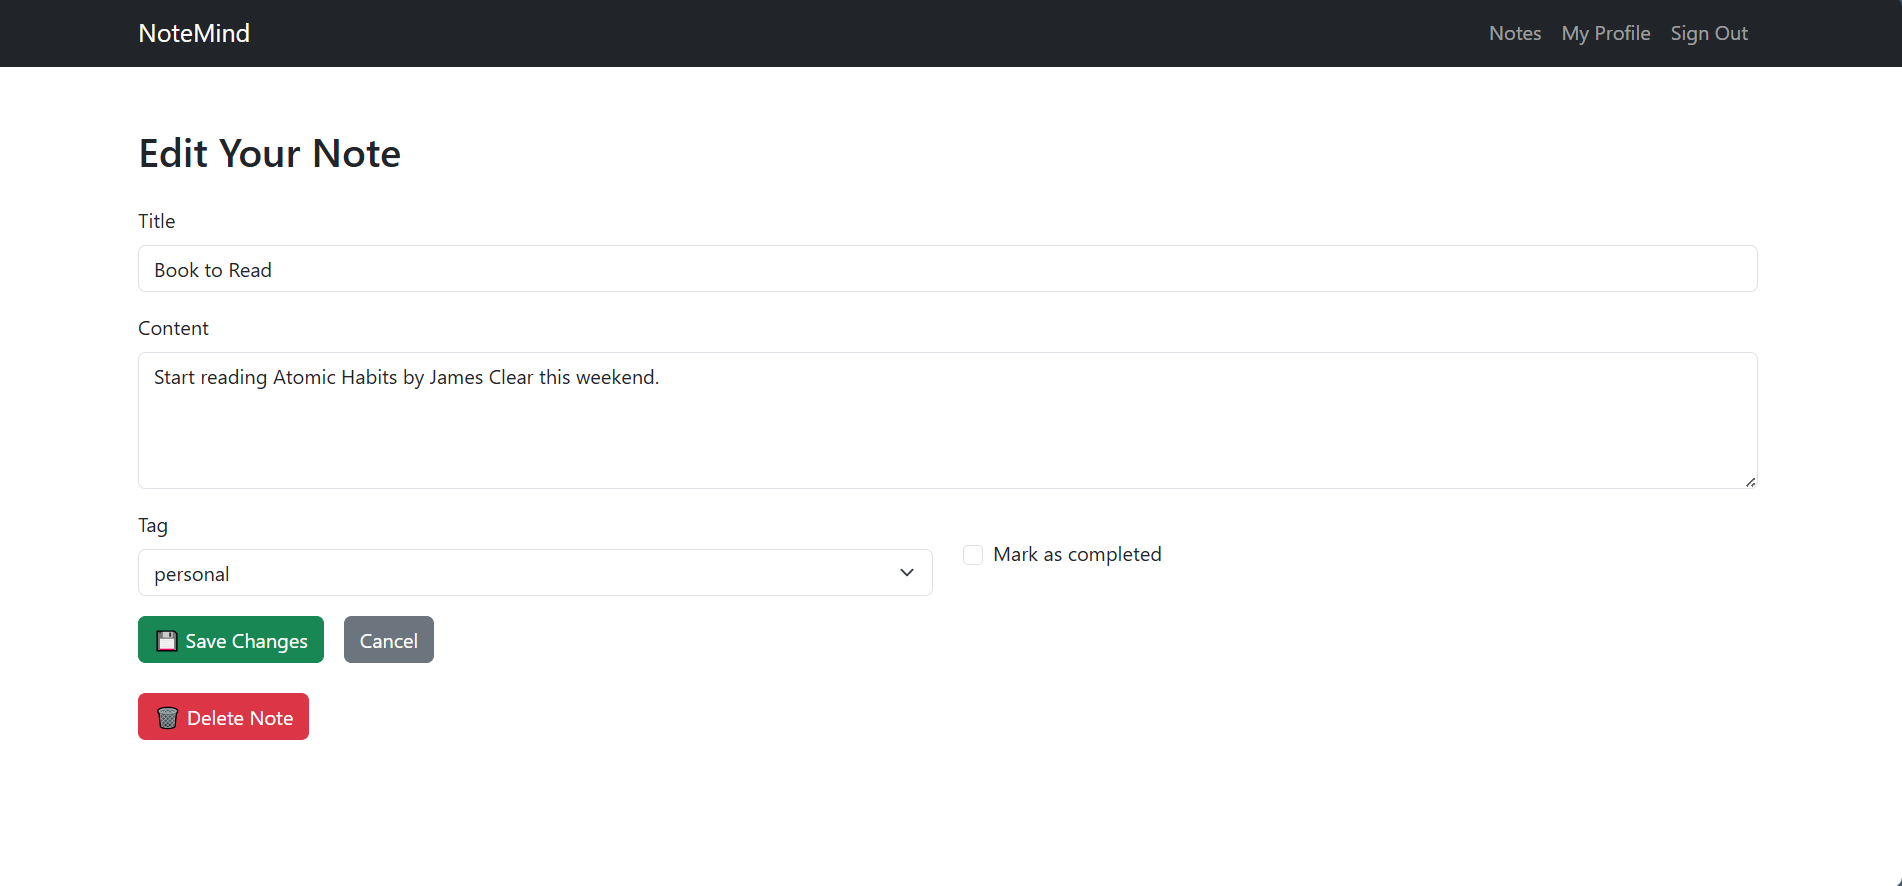 NoteMind
Notes My Profile Sign Out
Edit Your Note
Title
Book to Read
Content
Start reading Atomic Habits by James Clear this weekend.
Tag
personal
Mark as completed
Save Changes
Cancel
Delete Note